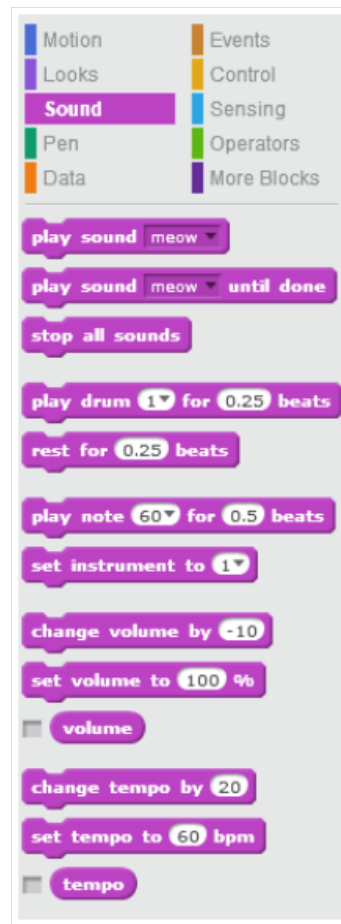 Motion Events
Looks Control
Sound Sensing
Pen Operators
Data More Blocks
play sound meow
play sound meow until done
stop all sounds
play drum 1 for 0.25 beats
rest for 0.25 beats
play note 60 for 0.5 beats
set instrument to 1
change volume by -10
set volume to 100 %
volume
change tempo by 20
set tempo to 60 bpm
tempo